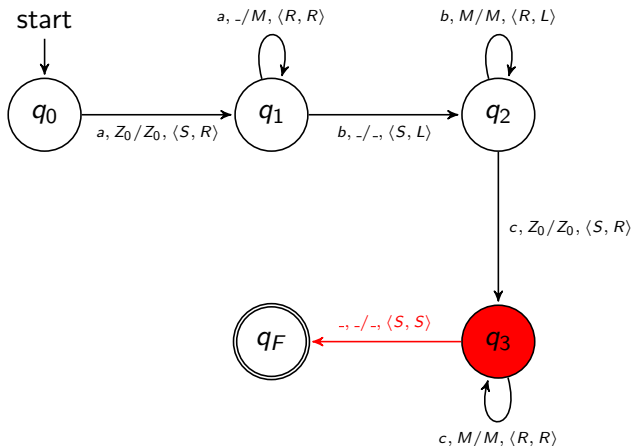 start
a, _/M, ⟨R, R⟩
b, M/M, ⟨R, L⟩
q0
q1
q2
a, Z0/Z0, ⟨S, R⟩
b, _/_, ⟨S, L⟩
c, Z0/Z0, ⟨S, R⟩
_, _/_, ⟨S, S⟩
qF
q3
c, M/M, ⟨R, R⟩